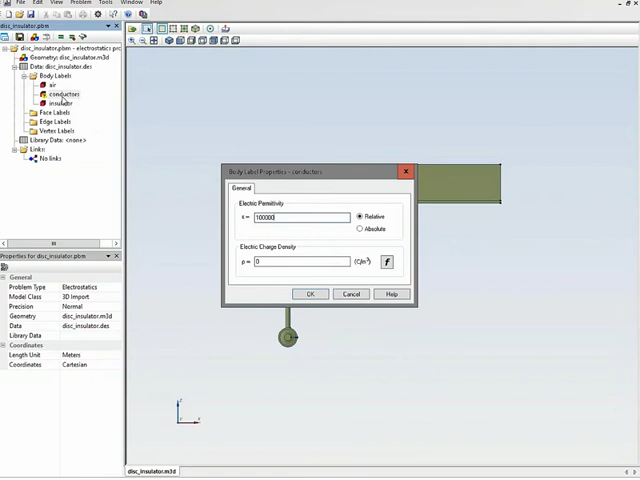 File Edit View Problem Tools Window Help
disc_insulator.pbm
disc_insulator.pbm - electrostatics pro
Geometry: disc_insulator.m3d
Data: disc_insulator.des
Body Labels
air
conductors
insulator
Face Labels
Edge Labels
Vertex Labels
Library Data: <none>
Links:
No links
Properties for disc_insulator.pbm
General
Problem Type Electrostatics
Model Class 3D Import
Precision Normal
Geometry disc_insulator.m3d
Data disc_insulator.des
Library Data
Coordinates
Length Unit Meters
Coordinates Cartesian
Body Label Properties - conductors
x
General
Electric Permittivity
ε = 100000
Relative
Absolute
Electric Charge Density
ρ = 0 (C/m³) f
OK Cancel Help
z
x
disc_insulator.m3d